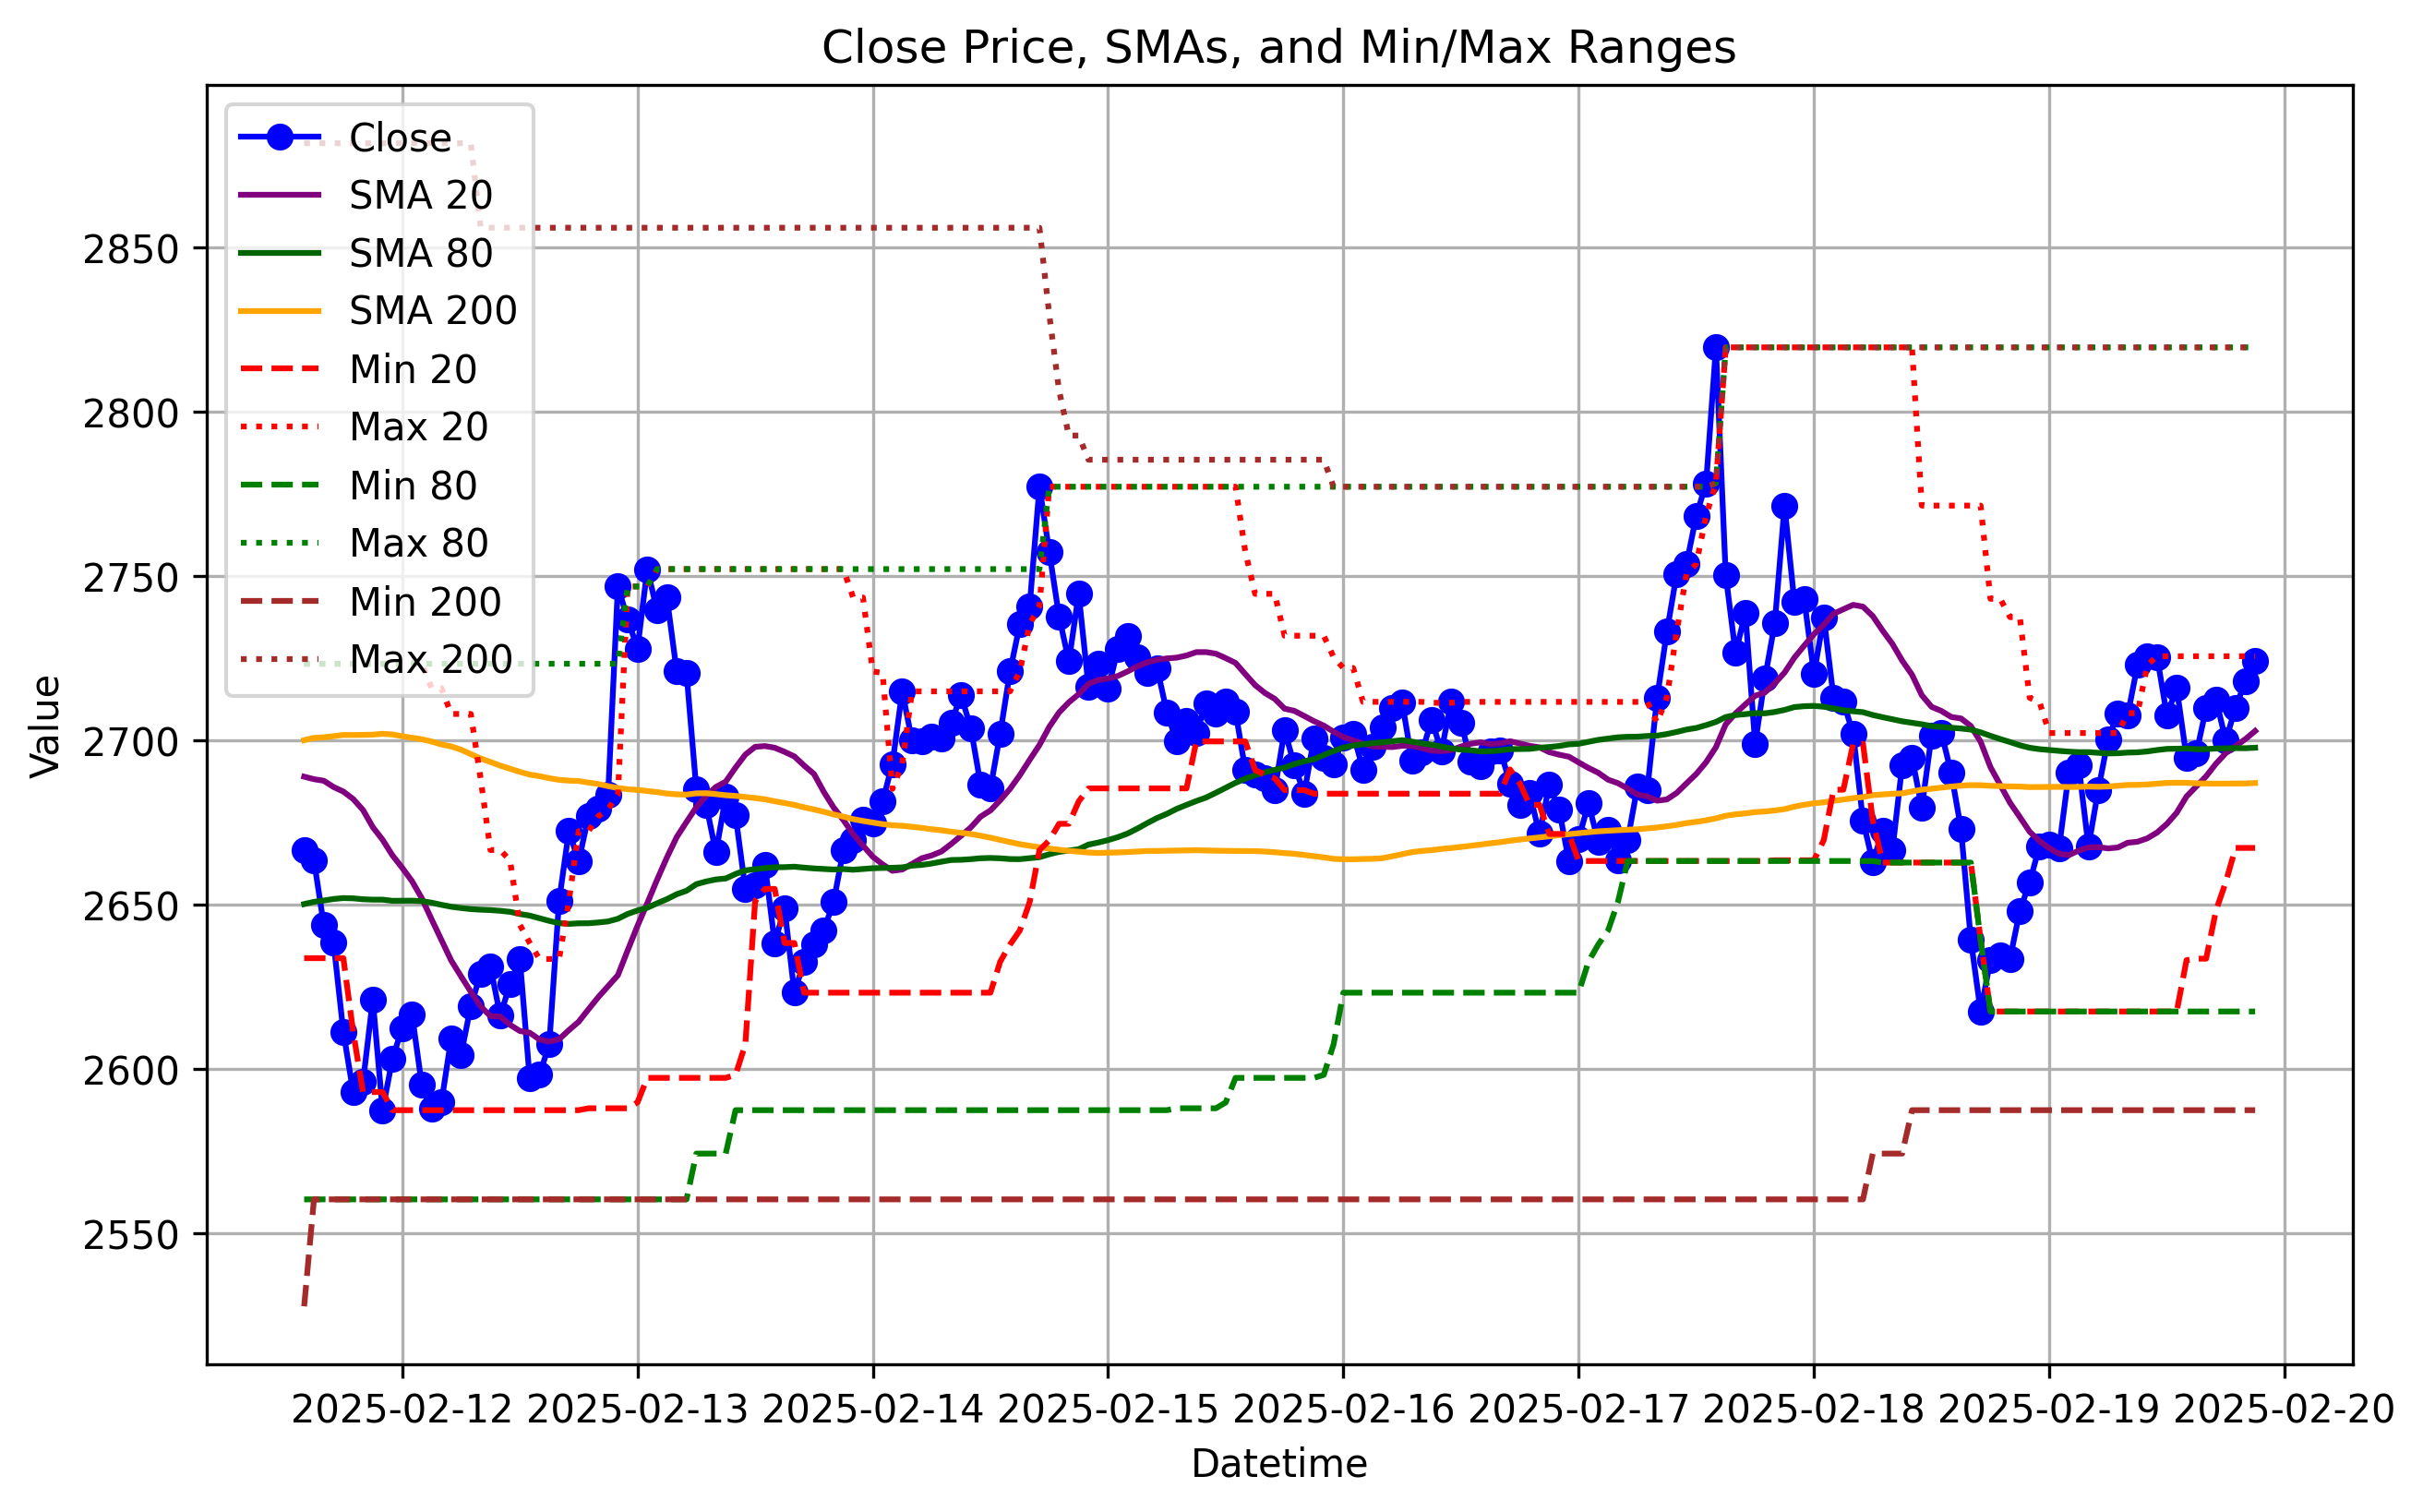 Close Price, SMAs, and Min/Max Ranges
Close
SMA 20
SMA 80
SMA 200
Min 20
Max 20
Min 80
Max 80
Min 200
Max 200
Value
2850
2800
2750
2700
2650
2600
2550
2025-02-12 2025-02-13 2025-02-14 2025-02-15 2025-02-16 2025-02-17 2025-02-18 2025-02-19 2025-02-20
Datetime